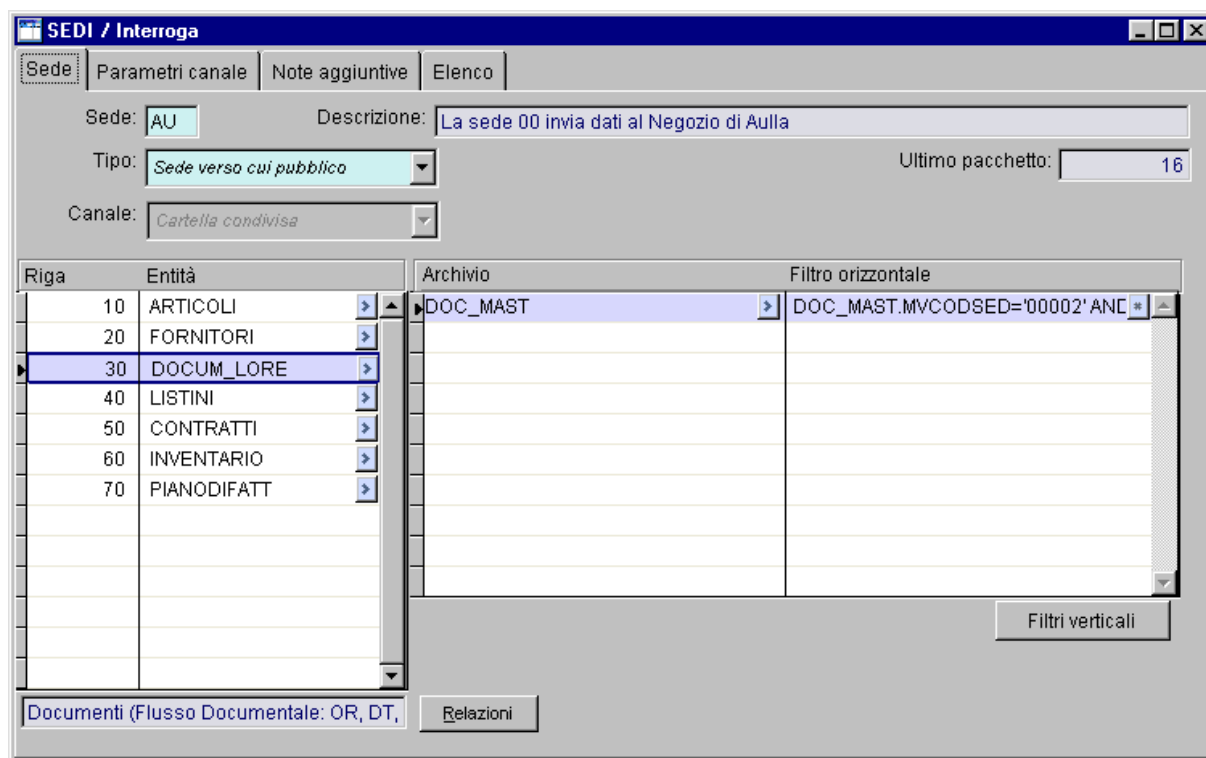 SEDI / Interroga
Sede Parametri canale Note aggiuntive Elenco
Sede: AU Descrizione: La sede 00 invia dati al Negozio di Aulla
Tipo: Sede verso cui pubblico Ultimo pacchetto: 16
Canale: Cartella condivisa
Riga Entità Archivio Filtro orizzontale
10 ARTICOLI DOC_MAST DOC_MAST.MVCODSED='00002' AND
20 FORNITORI
30 DOCUM_LORE
40 LISTINI
50 CONTRATTI
60 INVENTARIO
70 PIANODIFATT
Filtri verticali
Documenti (Flusso Documentale: OR, DT, Relazioni